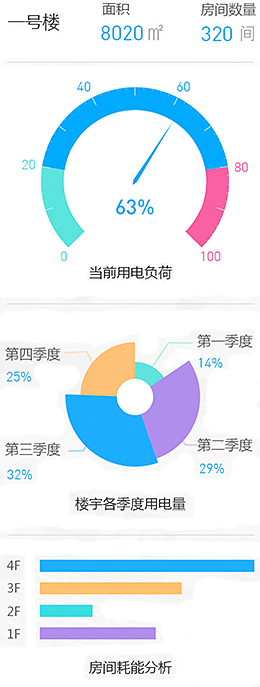 一号楼
面积
8020 ㎡
房间数量
320 间
0
20
40
60
80
100
63%
当前用电负荷
第一季度
14%
第四季度
25%
第三季度
32%
第二季度
29%
楼宇各季度用电量
4F
3F
2F
1F
房间耗能分析